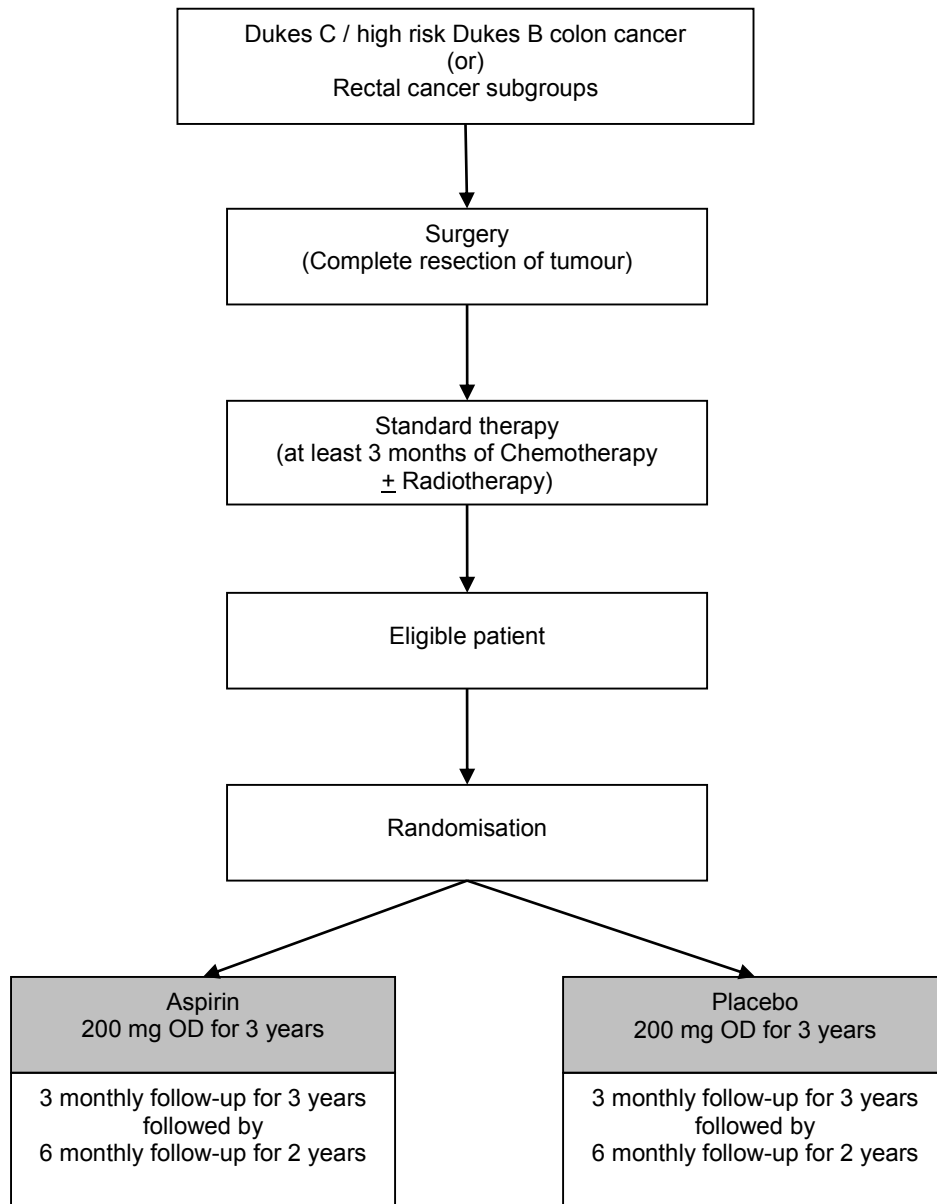 Dukes C / high risk Dukes B colon cancer
(or)
Rectal cancer subgroups
Surgery
(Complete resection of tumour)
Standard therapy
(at least 3 months of Chemotherapy
± Radiotherapy)
Eligible patient
Randomisation
Aspirin
200 mg OD for 3 years
3 monthly follow-up for 3 years
followed by
6 monthly follow-up for 2 years
Placebo
200 mg OD for 3 years
3 monthly follow-up for 3 years
followed by
6 monthly follow-up for 2 years